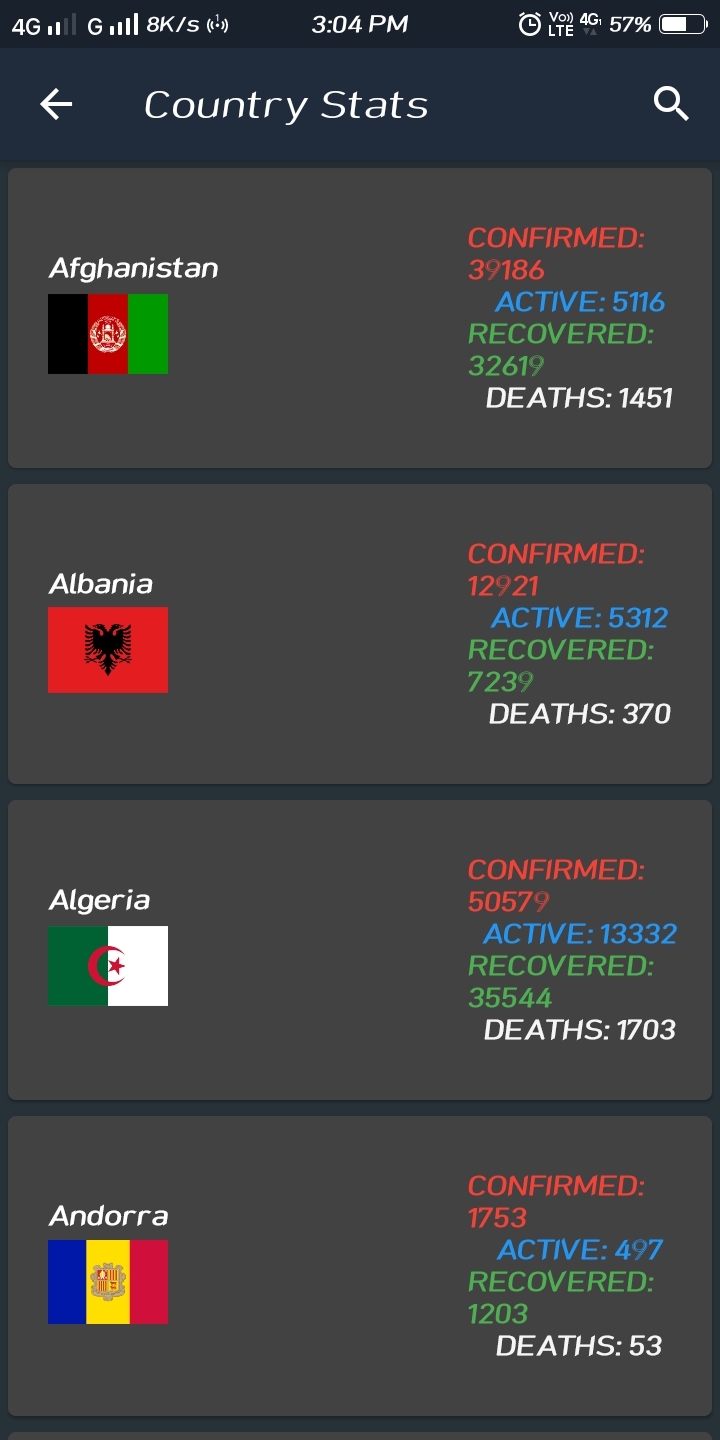 4G G 8K/s 3:04 PM Vo)) LTE 4G 57%
Country Stats
Afghanistan
CONFIRMED:
39186
ACTIVE: 5116
RECOVERED:
32619
DEATHS: 1451
Albania
CONFIRMED:
12921
ACTIVE: 5312
RECOVERED:
7239
DEATHS: 370
Algeria
CONFIRMED:
50579
ACTIVE: 13332
RECOVERED:
35544
DEATHS: 1703
Andorra
CONFIRMED:
1753
ACTIVE: 497
RECOVERED:
1203
DEATHS: 53